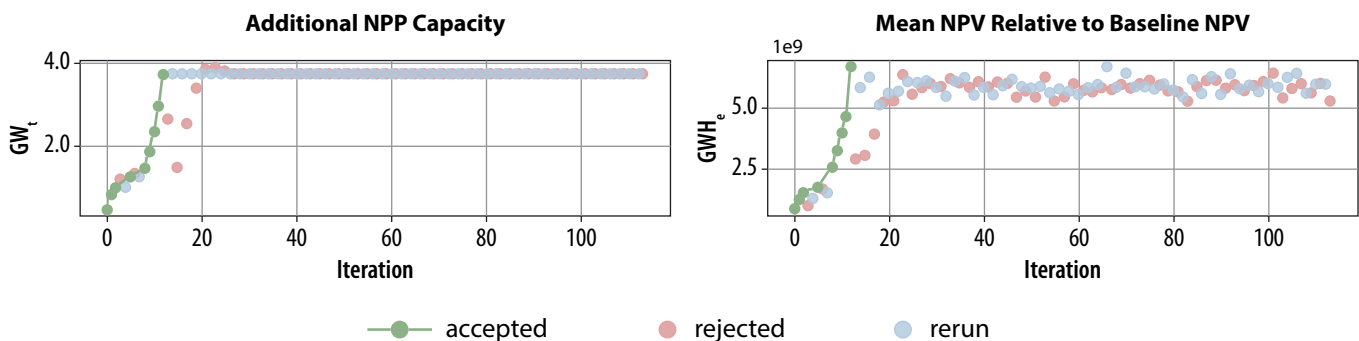 Additional NPP Capacity
4.0
2.0
GWt
0 20 40 60 80 100
Iteration
Mean NPV Relative to Baseline NPV
1e9
5.0
2.5
GWHe
0 20 40 60 80 100
Iteration
accepted rejected rerun